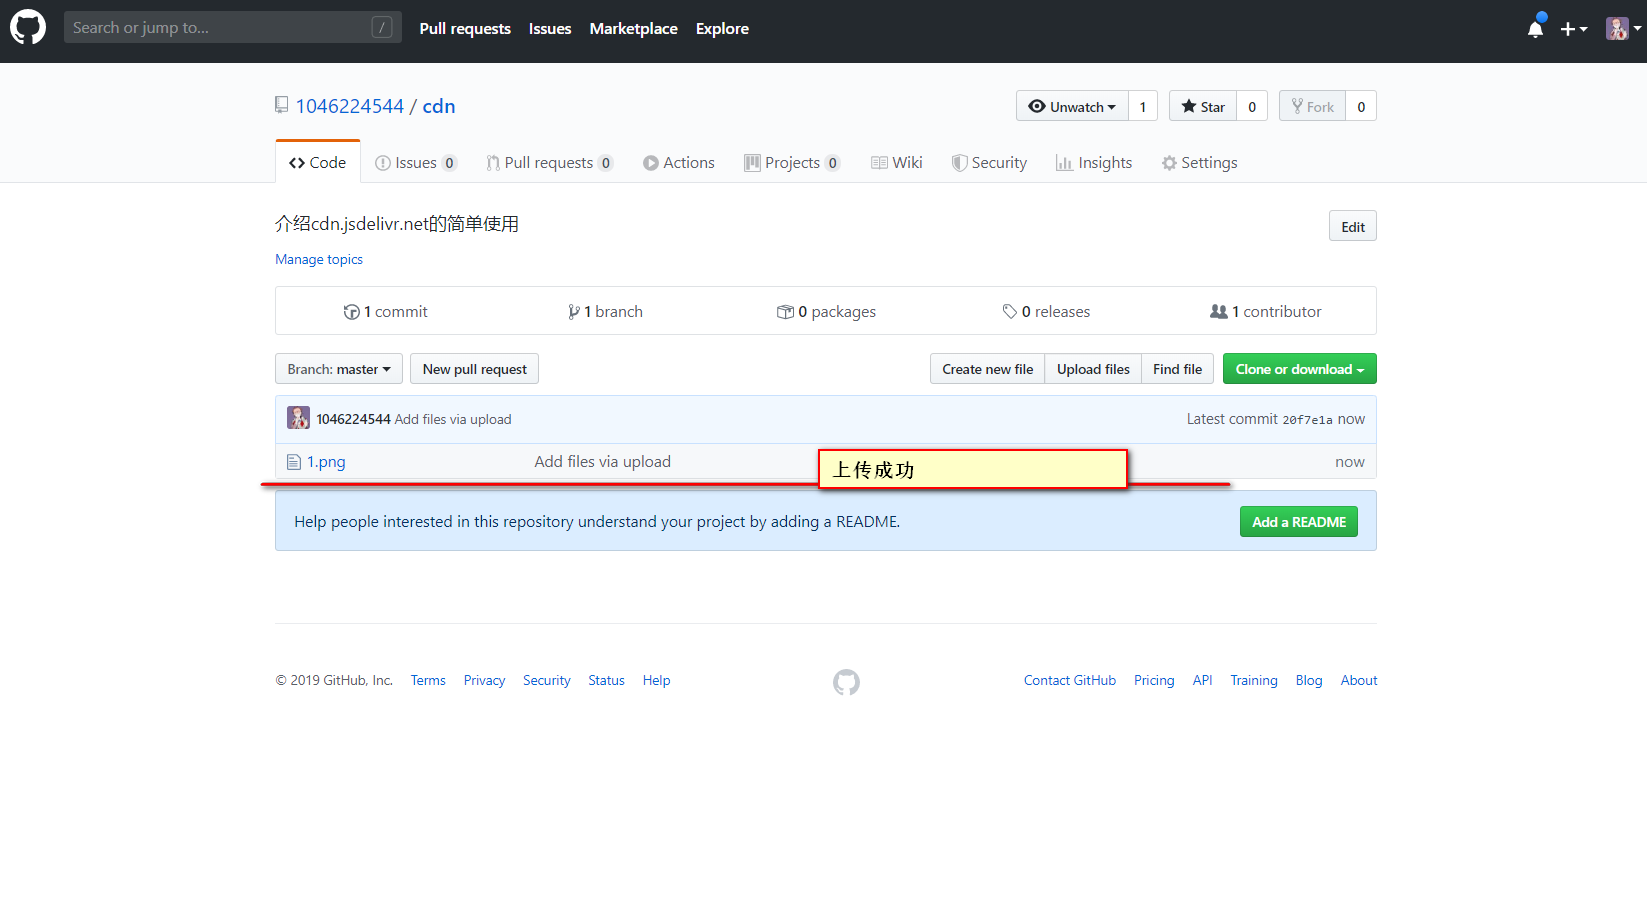 Search or jump to... /
Pull requests Issues Marketplace Explore
1046224544 / cdn
Unwatch 1 Star 0 Fork 0
Code Issues 0 Pull requests 0 Actions Projects 0 Wiki Security Insights Settings
介绍cdn.jsdelivr.net的简单使用
Edit
Manage topics
1 commit 1 branch 0 packages 0 releases 1 contributor
Branch: master New pull request Create new file Upload files Find file Clone or download
1046224544 Add files via upload Latest commit 20f7e1a now
1.png Add files via upload now
上传成功
Help people interested in this repository understand your project by adding a README. Add a README
© 2019 GitHub, Inc. Terms Privacy Security Status Help Contact GitHub Pricing API Training Blog About